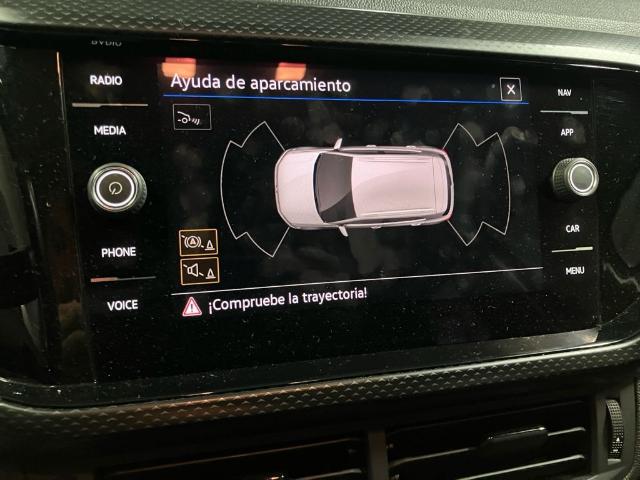 RADIO
MEDIA
PHONE
VOICE
Ayuda de aparcamiento
X
¡Compruebe la trayectoria!
NAV
APP
CAR
MENU